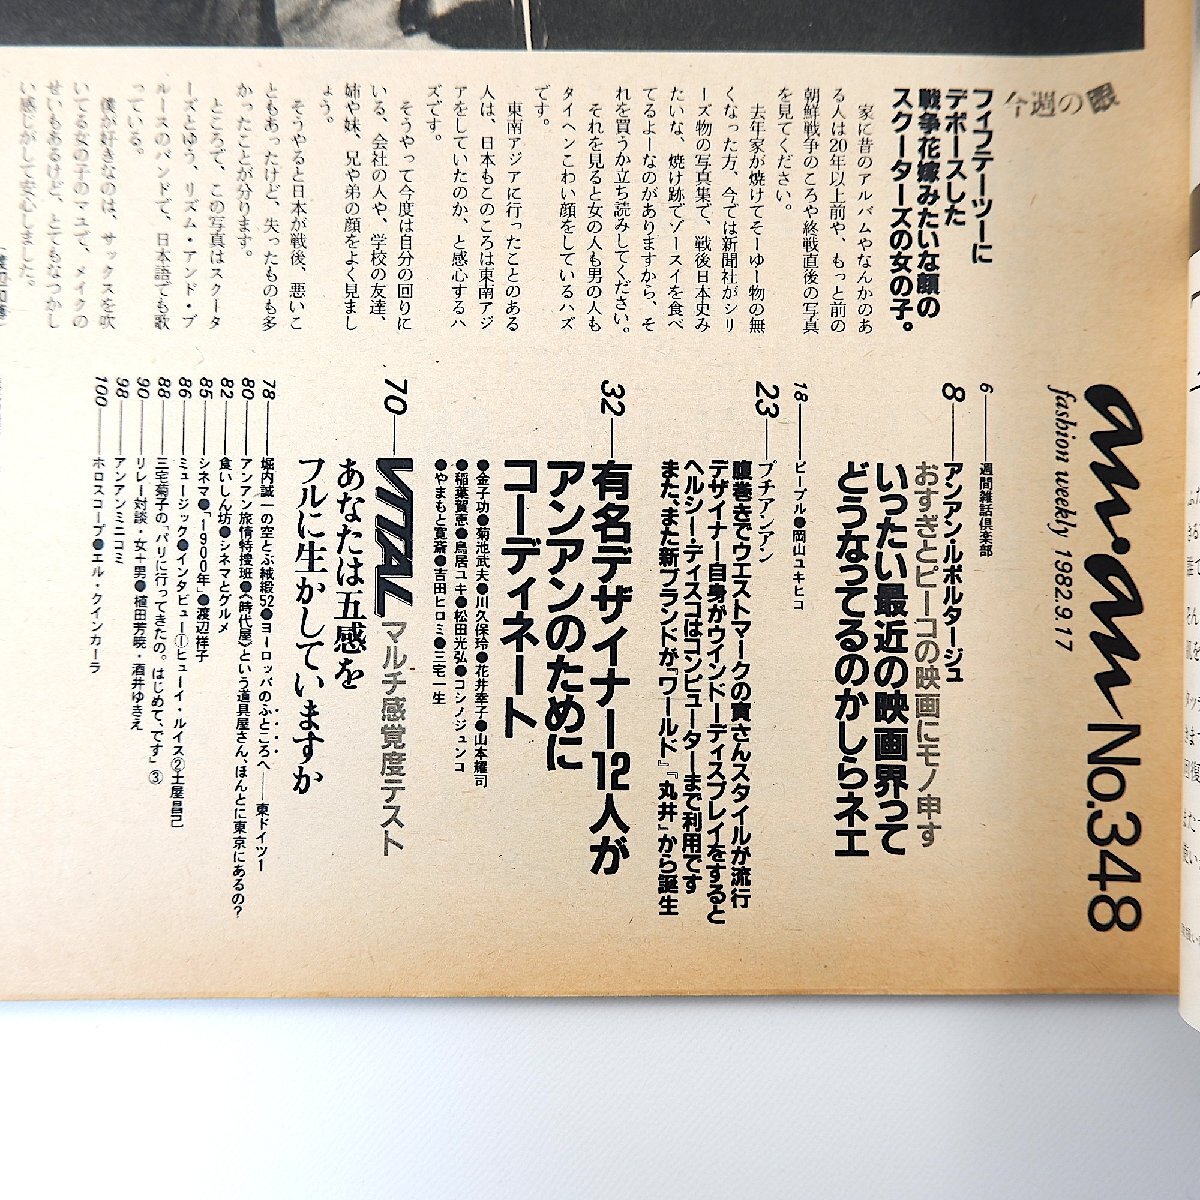 今週の眼
フィフテーツーに
デポースした
戦争花嫁みたいな顔の
スクーターズの女の子。
家に昔のアルバムやなんかのあ
る人は20年以上前や、もっと前の
朝鮮戦争のころや終戦直後の写真
を見てください。
去年家が焼けてそーゆー物の無
くなった方、今では新聞社がシリ
ーズ物の写真集で、戦後日本史み
たいな、焼け跡でゾースイを食べ
てるよーなのがありますから、そ
れを買うか立ち読みしてください。
それを見ると女の人も男の人も
タイヘンこわい顔をしているハズ
です。
東南アジアに行ったことのある
人は、日本もこのころは東南アジ
アをしていたのか、と感心するハ
ズです。
そうやって今度は自分の回りに
いる、会社の人や、学校の友達、
姉や妹、兄や弟の顔をよく見まし
ょう。
そうやると日本が戦後、悪いこ
ともあったけど、失ったものも多
かったことが分ります。
ところで、この写真はスクータ
ーズとゆう、リズム・アンド・ブ
ルースのバンドで、日本語でも歌
っている。
僕が好きなのは、サックスを吹
いてる女の子のマユで、メイクの
せいもあるけど、とてもなつかし
い感じがして安心しました。
an・an No.348
fashion weekly 1982.9.17
6 週間雑話倶楽部
8 アンアン・ルポルタージュ
おすぎとピーコの映画にモノ申す
いったい最近の映画界って
どうなってるのかしらネエ
18 ピープル●岡山ユキヒコ
23 プチアンアン
腹巻きでウエストマークの寅さんスタイルが流行
デザイナー自身がウインドーディスプレイをすると
ヘルシー・ディスコはコンピューターまで利用です
また、また新ブランドが『ワールド』『丸井』から誕生
32 有名デザイナー12人が
アンアンのために
コーディネート
●金子功●菊池武夫●川久保玲●花井幸子●山本耀司
●稲葉賀恵●鳥居ユキ●松田光弘●コシノジュンコ
●やまもと寛斎●吉田ヒロミ●三宅一生
70 VITAL マルチ感覚度テスト
あなたは五感を
フルに生かしていますか
78 堀内誠一の空とぶ絨緞52●ヨーロッパのふところへ——東ドイツー
80 アンアン旅情特捜班●〈時代屋〉という道具屋さん、ほんとに東京にあるの?
82 食いしん坊●シネマとグルメ
85 シネマ●「1900年」●渡辺祥子
86 ミュージック●インタビュー①ヒューイ・ルイス②土屋昌己
88 三宅菊子の「パリに行ってきたの。はじめて、です」③
90 リレー対談・女十男●植田芳暁・酒井ゆきえ
98 アンアンミニコミ
100 ホロスコープ●エル・クインカーラ